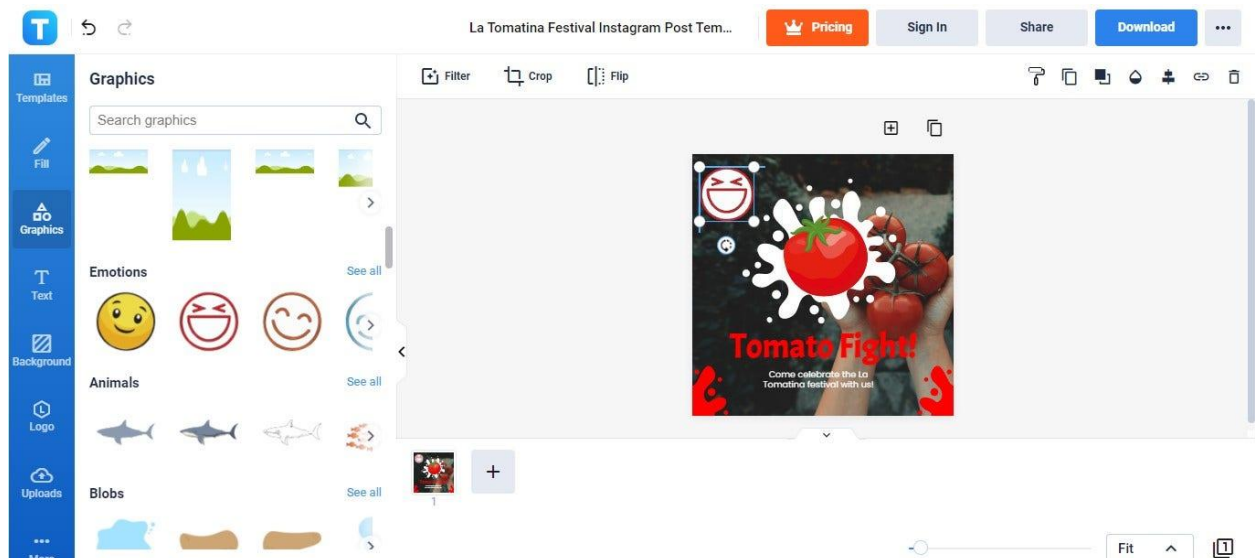 T
La Tomatina Festival Instagram Post Tem...
Pricing
Sign In
Share
Download
Templates
Fill
Graphics
Text
Background
Logo
Uploads
More
Graphics
Search graphics
Emotions
See all
Animals
See all
Blobs
See all
Filter
Crop
Flip
Tomato Fight!
Come celebrate the La
Tomatina festival with us!
1
Fit
1